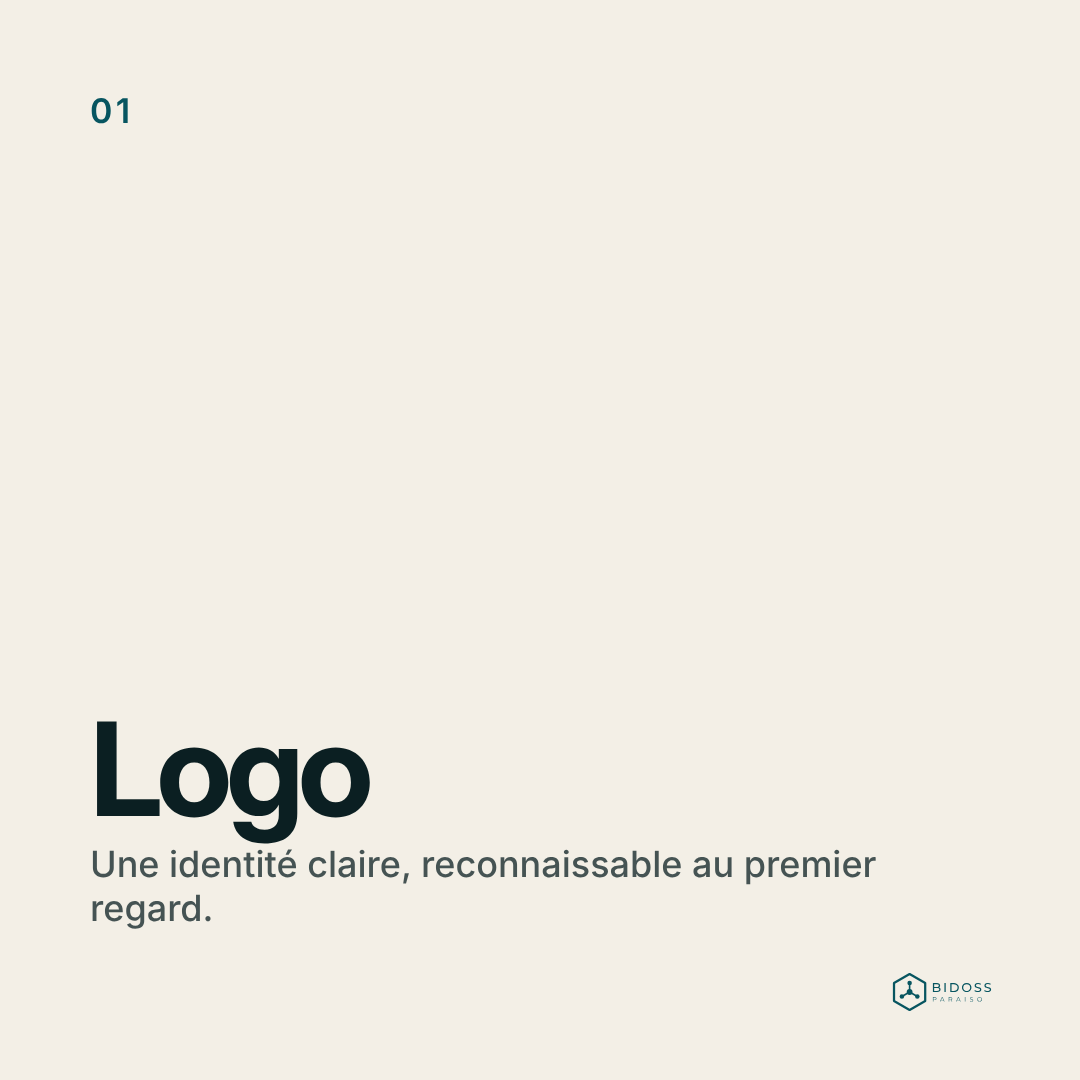 01
Logo
Une identité claire, reconnaissable au premier
regard.
BIDOSS
PARAISO